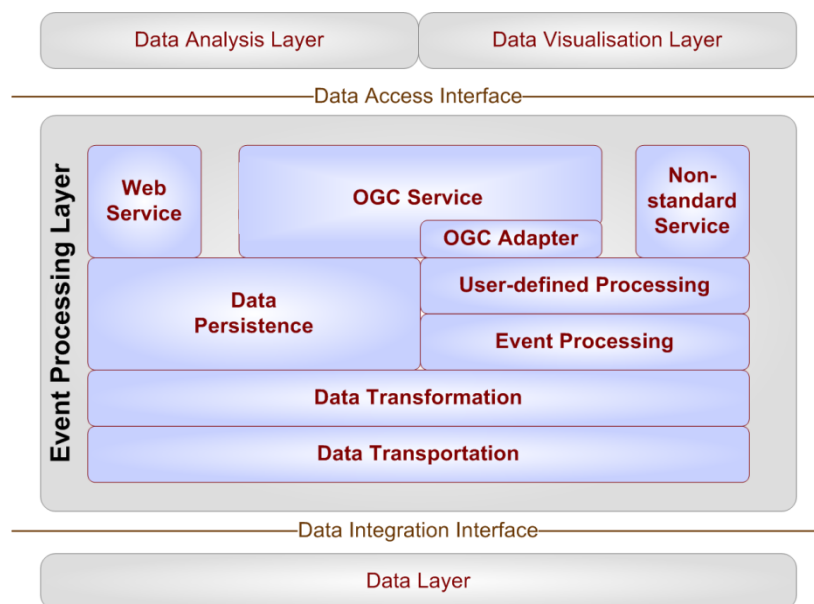 Data Analysis Layer
Data Visualisation Layer
Data Access Interface
Event Processing Layer
Web
Service
OGC Service
Non-
standard
Service
OGC Adapter
Data
Persistence
User-defined Processing
Event Processing
Data Transformation
Data Transportation
Data Integration Interface
Data Layer